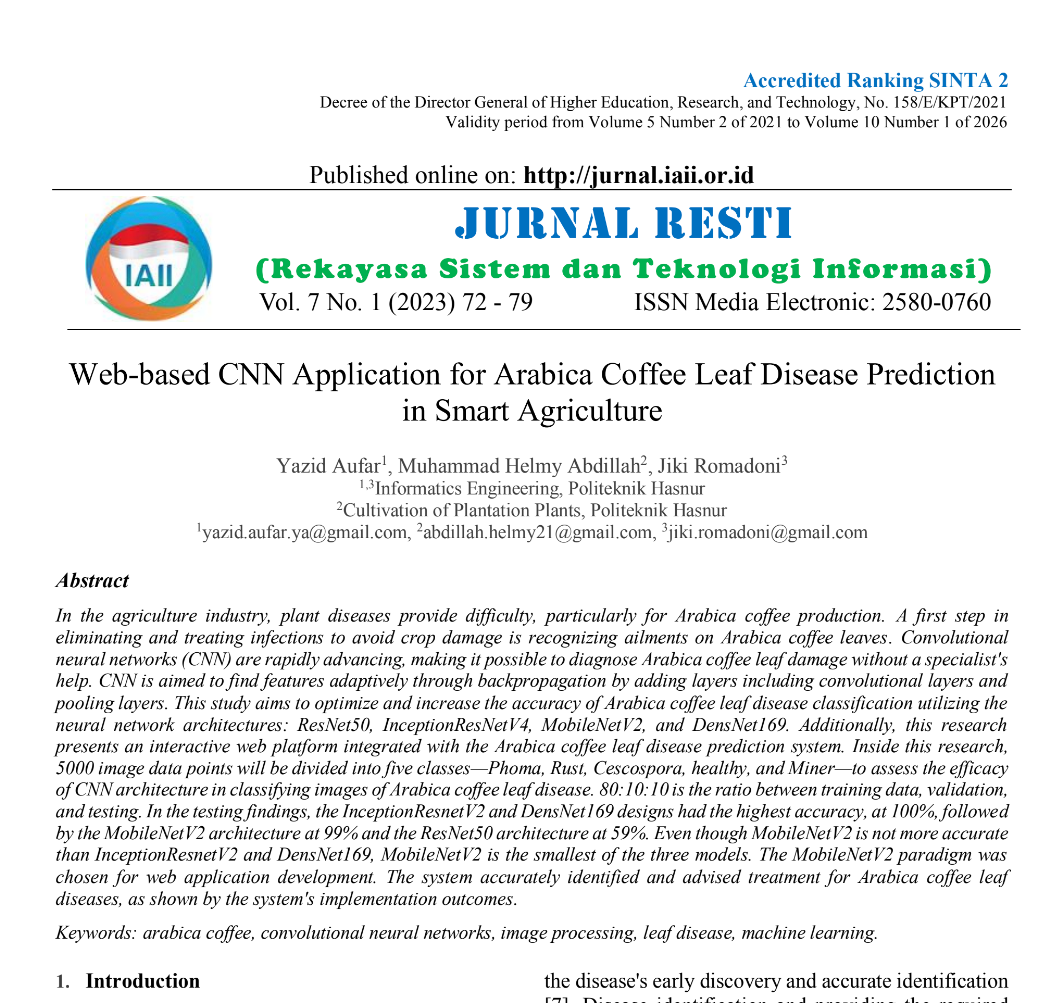 Accredited Ranking SINTA 2
Decree of the Director General of Higher Education, Research, and Technology, No. 158/E/KPT/2021
Validity period from Volume 5 Number 2 of 2021 to Volume 10 Number 1 of 2026
Published online on: http://jurnal.iaii.or.id
IAII
JURNAL RESTI
(Rekayasa Sistem dan Teknologi Informasi)
Vol. 7 No. 1 (2023) 72 - 79 ISSN Media Electronic: 2580-0760
Web-based CNN Application for Arabica Coffee Leaf Disease Prediction
in Smart Agriculture
Yazid Aufar1, Muhammad Helmy Abdillah2, Jiki Romadoni3
1,3Informatics Engineering, Politeknik Hasnur
2Cultivation of Plantation Plants, Politeknik Hasnur
1yazid.aufar.ya@gmail.com, 2abdillah.helmy21@gmail.com, 3jiki.romadoni@gmail.com
Abstract
In the agriculture industry, plant diseases provide difficulty, particularly for Arabica coffee production. A first step in
eliminating and treating infections to avoid crop damage is recognizing ailments on Arabica coffee leaves. Convolutional
neural networks (CNN) are rapidly advancing, making it possible to diagnose Arabica coffee leaf damage without a specialist's
help. CNN is aimed to find features adaptively through backpropagation by adding layers including convolutional layers and
pooling layers. This study aims to optimize and increase the accuracy of Arabica coffee leaf disease classification utilizing the
neural network architectures: ResNet50, InceptionResNetV4, MobileNetV2, and DensNet169. Additionally, this research
presents an interactive web platform integrated with the Arabica coffee leaf disease prediction system. Inside this research,
5000 image data points will be divided into five classes—Phoma, Rust, Cescospora, healthy, and Miner—to assess the efficacy
of CNN architecture in classifying images of Arabica coffee leaf disease. 80:10:10 is the ratio between training data, validation,
and testing. In the testing findings, the InceptionResnetV2 and DensNet169 designs had the highest accuracy, at 100%, followed
by the MobileNetV2 architecture at 99% and the ResNet50 architecture at 59%. Even though MobileNetV2 is not more accurate
than InceptionResnetV2 and DensNet169, MobileNetV2 is the smallest of the three models. The MobileNetV2 paradigm was
chosen for web application development. The system accurately identified and advised treatment for Arabica coffee leaf
diseases, as shown by the system's implementation outcomes.
Keywords: arabica coffee, convolutional neural networks, image processing, leaf disease, machine learning.
1. Introduction
the disease's early discovery and accurate identification
[7]. Disease identification and providing the required